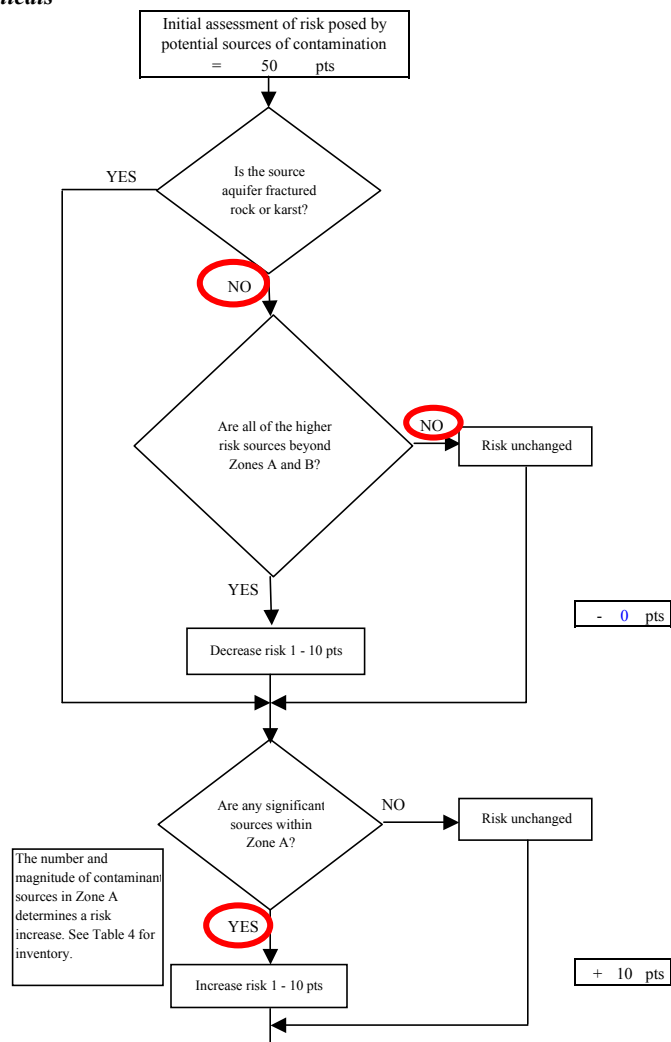 Initial assessment of risk posed by
potential sources of contamination
= 50 pts
YES
Is the source
aquifer fractured
rock or karst?
NO
Are all of the higher
risk sources beyond
Zones A and B?
NO
Risk unchanged
YES
- 0 pts
Decrease risk 1 - 10 pts
Are any significant
sources within
Zone A?
NO
Risk unchanged
The number and
magnitude of contaminant
sources in Zone A
determines a risk
increase. See Table 4 for
inventory.
YES
+ 10 pts
Increase risk 1 - 10 pts